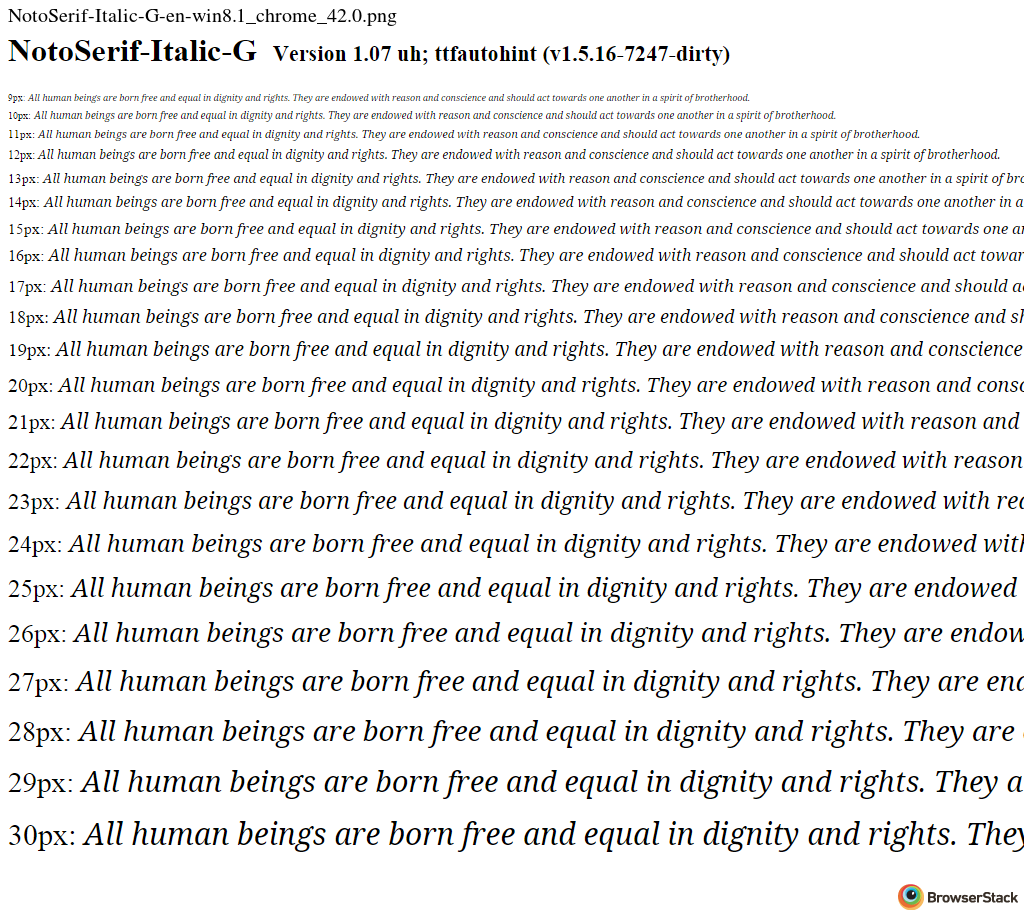 NotoSerif-Italic-G-en-win8.1_chrome_42.0.png
NotoSerif-Italic-G Version 1.07 uh; ttfautohint (v1.5.16-7247-dirty)
9px: All human beings are born free and equal in dignity and rights. They are endowed with reason and conscience and should act towards one another in a spirit of brotherhood.
10px: All human beings are born free and equal in dignity and rights. They are endowed with reason and conscience and should act towards one another in a spirit of brotherhood.
11px: All human beings are born free and equal in dignity and rights. They are endowed with reason and conscience and should act towards one another in a spirit of brotherhood.
12px: All human beings are born free and equal in dignity and rights. They are endowed with reason and conscience and should act towards one another in a spirit of brotherhood.
13px: All human beings are born free and equal in dignity and rights. They are endowed with reason and conscience and should act towards one another in a spirit of bro
14px: All human beings are born free and equal in dignity and rights. They are endowed with reason and conscience and should act towards one another in a
15px: All human beings are born free and equal in dignity and rights. They are endowed with reason and conscience and should act towards one an
16px: All human beings are born free and equal in dignity and rights. They are endowed with reason and conscience and should act towar
17px: All human beings are born free and equal in dignity and rights. They are endowed with reason and conscience and should a
18px: All human beings are born free and equal in dignity and rights. They are endowed with reason and conscience and sh
19px: All human beings are born free and equal in dignity and rights. They are endowed with reason and conscience
20px: All human beings are born free and equal in dignity and rights. They are endowed with reason and consc
21px: All human beings are born free and equal in dignity and rights. They are endowed with reason and
22px: All human beings are born free and equal in dignity and rights. They are endowed with reason
23px: All human beings are born free and equal in dignity and rights. They are endowed with rea
24px: All human beings are born free and equal in dignity and rights. They are endowed with
25px: All human beings are born free and equal in dignity and rights. They are endowed
26px: All human beings are born free and equal in dignity and rights. They are endow
27px: All human beings are born free and equal in dignity and rights. They are end
28px: All human beings are born free and equal in dignity and rights. They are
29px: All human beings are born free and equal in dignity and rights. They a
30px: All human beings are born free and equal in dignity and rights. They
BrowserStack